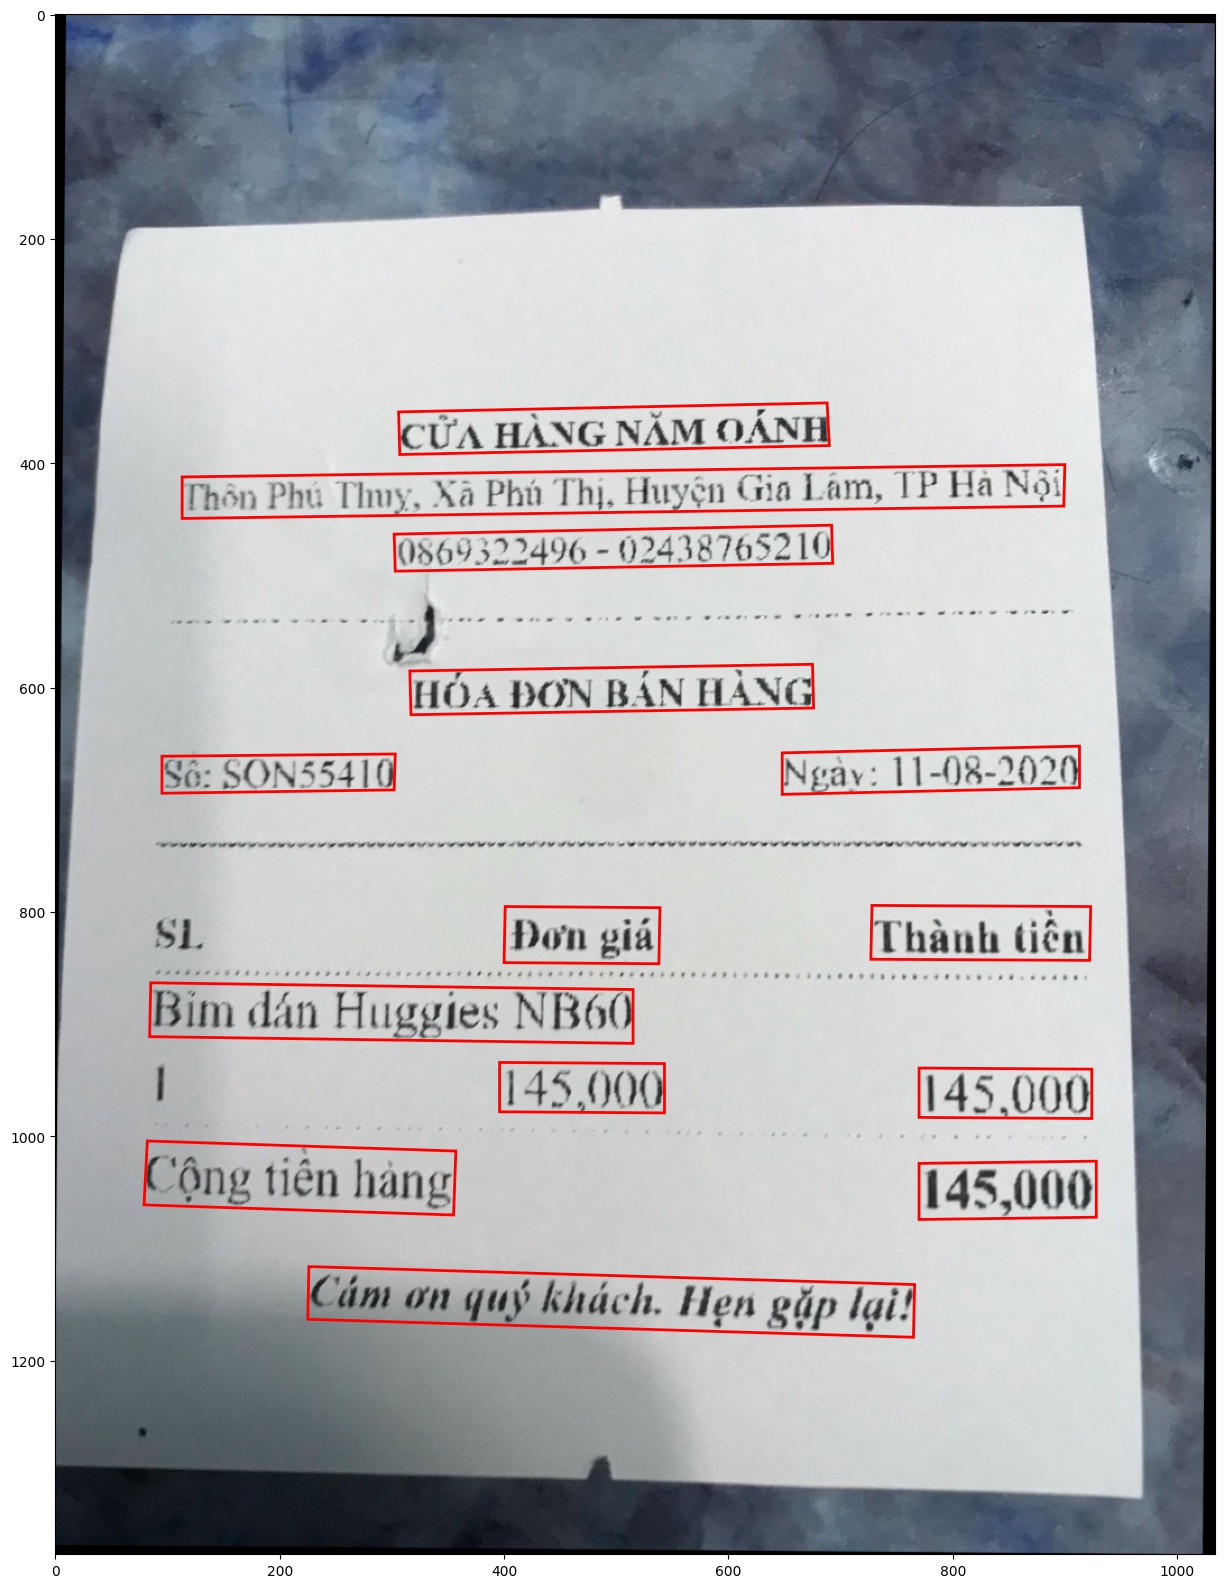 CỬA HÀNG NĂM OÁNH
Thôn Phú Thuỵ, Xã Phú Thị, Huyện Gia Lâm, TP Hà Nội
0869322496 - 02438765210
HÓA ĐƠN BÁN HÀNG
Số: SON55410 Ngày: 11-08-2020
SL Đơn giá Thành tiền
Bỉm dán Huggies NB60
1 145,000 145,000
Cộng tiền hàng 145,000
Cám ơn quý khách. Hẹn gặp lại!
0
200
400
600
800
1000
1200
0 200 400 600 800 1000